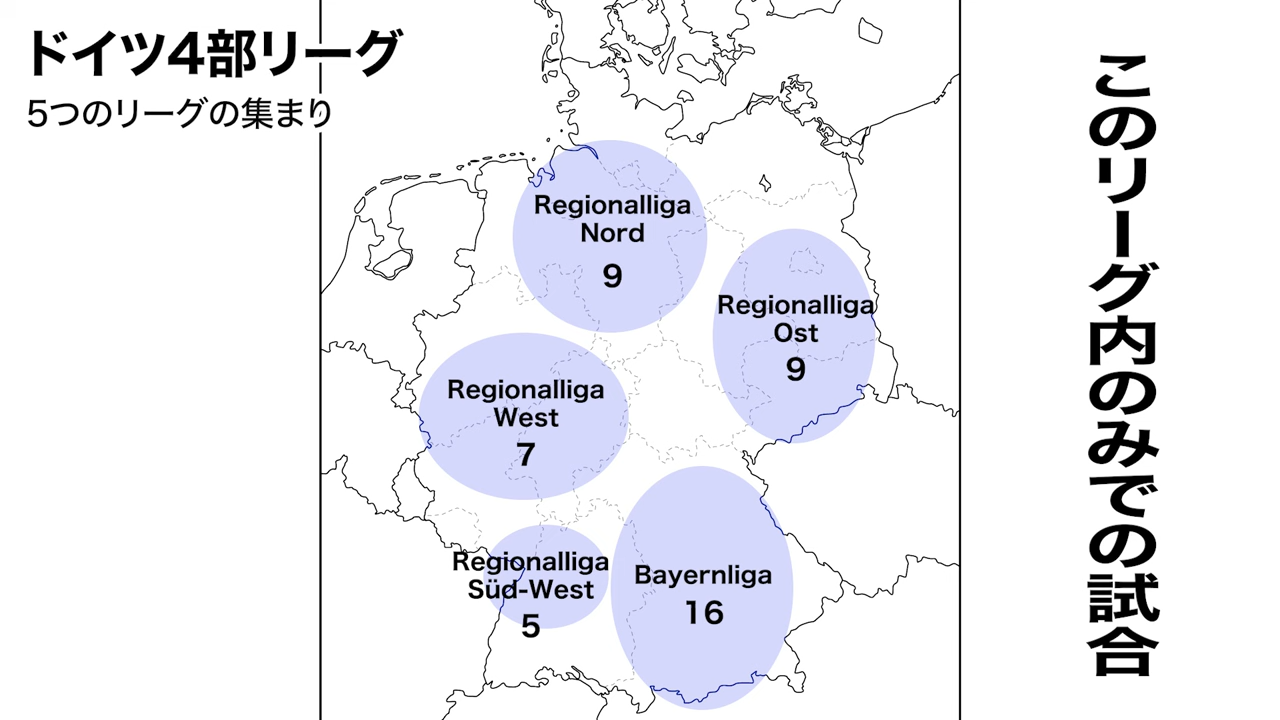 ドイツ4部リーグ
5つのリーグの集まり
Regionalliga
Nord
9
Regionalliga
Ost
9
Regionalliga
West
7
Regionalliga
Süd-West
5
Bayernliga
16
このリーグ内のみでの試合